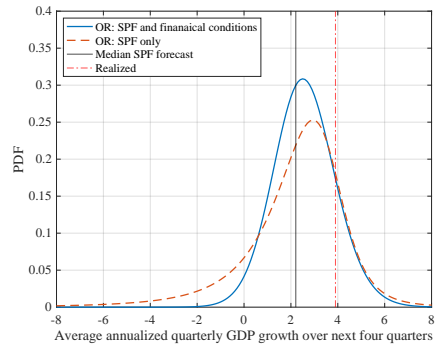 0.4
0.35
0.3
0.25
0.2
0.15
0.1
0.05
0
PDF
OR: SPF and finanaical conditions
OR: SPF only
Median SPF forecast
Realized
-8 -6 -4 -2 0 2 4 6 8
Average annualized quarterly GDP growth over next four quarters